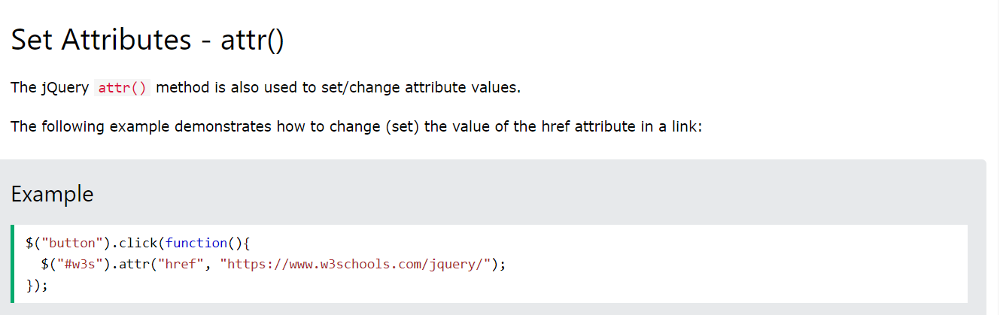 Set Attributes - attr()
The jQuery attr() method is also used to set/change attribute values.
The following example demonstrates how to change (set) the value of the href attribute in a link:
Example
$("button").click(function(){
  $("#w3s").attr("href", "https://www.w3schools.com/jquery/");
});